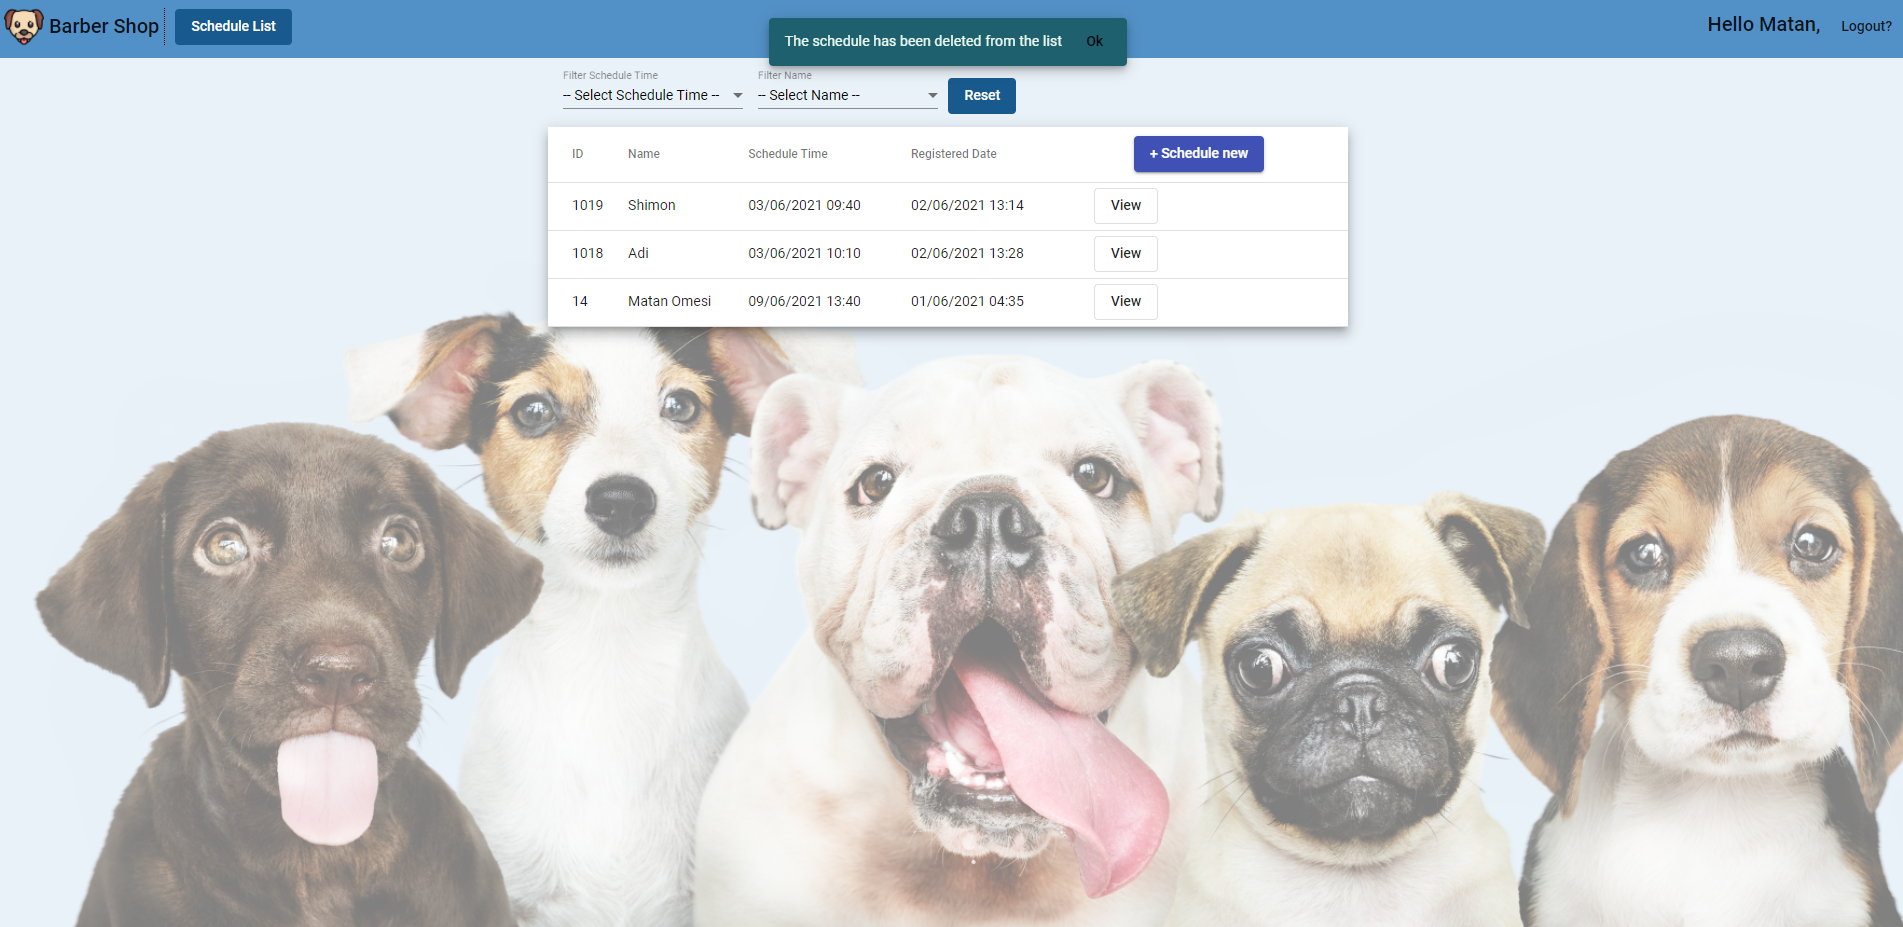 Barber Shop
Schedule List
The schedule has been deleted from the list Ok
Hello Matan, Logout?
Filter Schedule Time Filter Name
-- Select Schedule Time -- -- Select Name -- Reset
ID Name Schedule Time Registered Date + Schedule new
1019 Shimon 03/06/2021 09:40 02/06/2021 13:14 View
1018 Adi 03/06/2021 10:10 02/06/2021 13:28 View
14 Matan Omesi 09/06/2021 13:40 01/06/2021 04:35 View